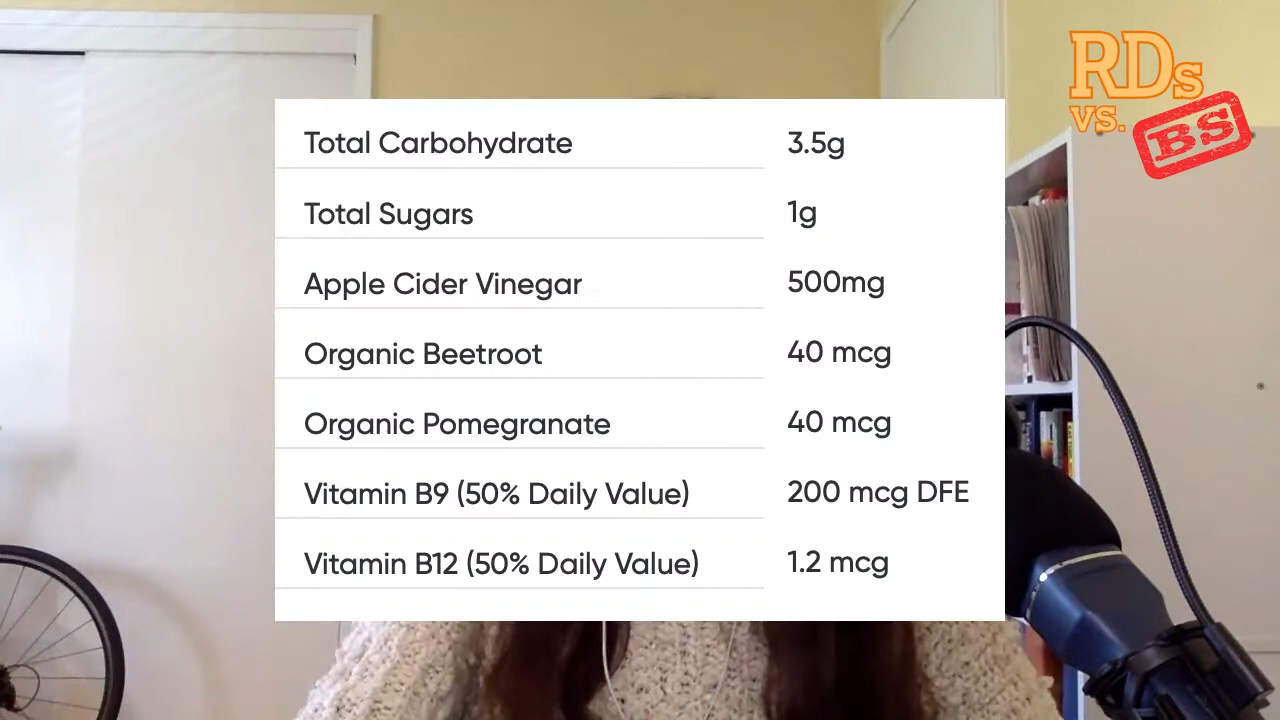 RDs
vs.
BS
Total Carbohydrate 3.5g
Total Sugars 1g
Apple Cider Vinegar 500mg
Organic Beetroot 40 mcg
Organic Pomegranate 40 mcg
Vitamin B9 (50% Daily Value) 200 mcg DFE
Vitamin B12 (50% Daily Value) 1.2 mcg